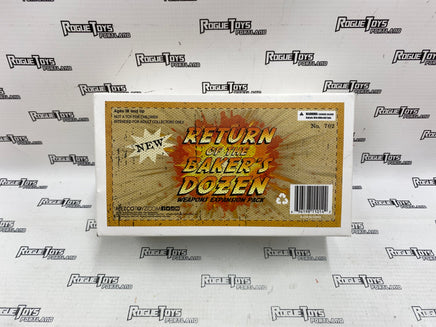 Ages 18 and up
NOT A TOY FOR CHILDREN
INTENDED FOR ADULT COLLECTORS ONLY
WARNING
No. 702
NEW
RETURN
OF THE
BAKER'S
DOZEN
WEAPONS EXPANSION PACK
ROGUE TOYS
PORTLAND